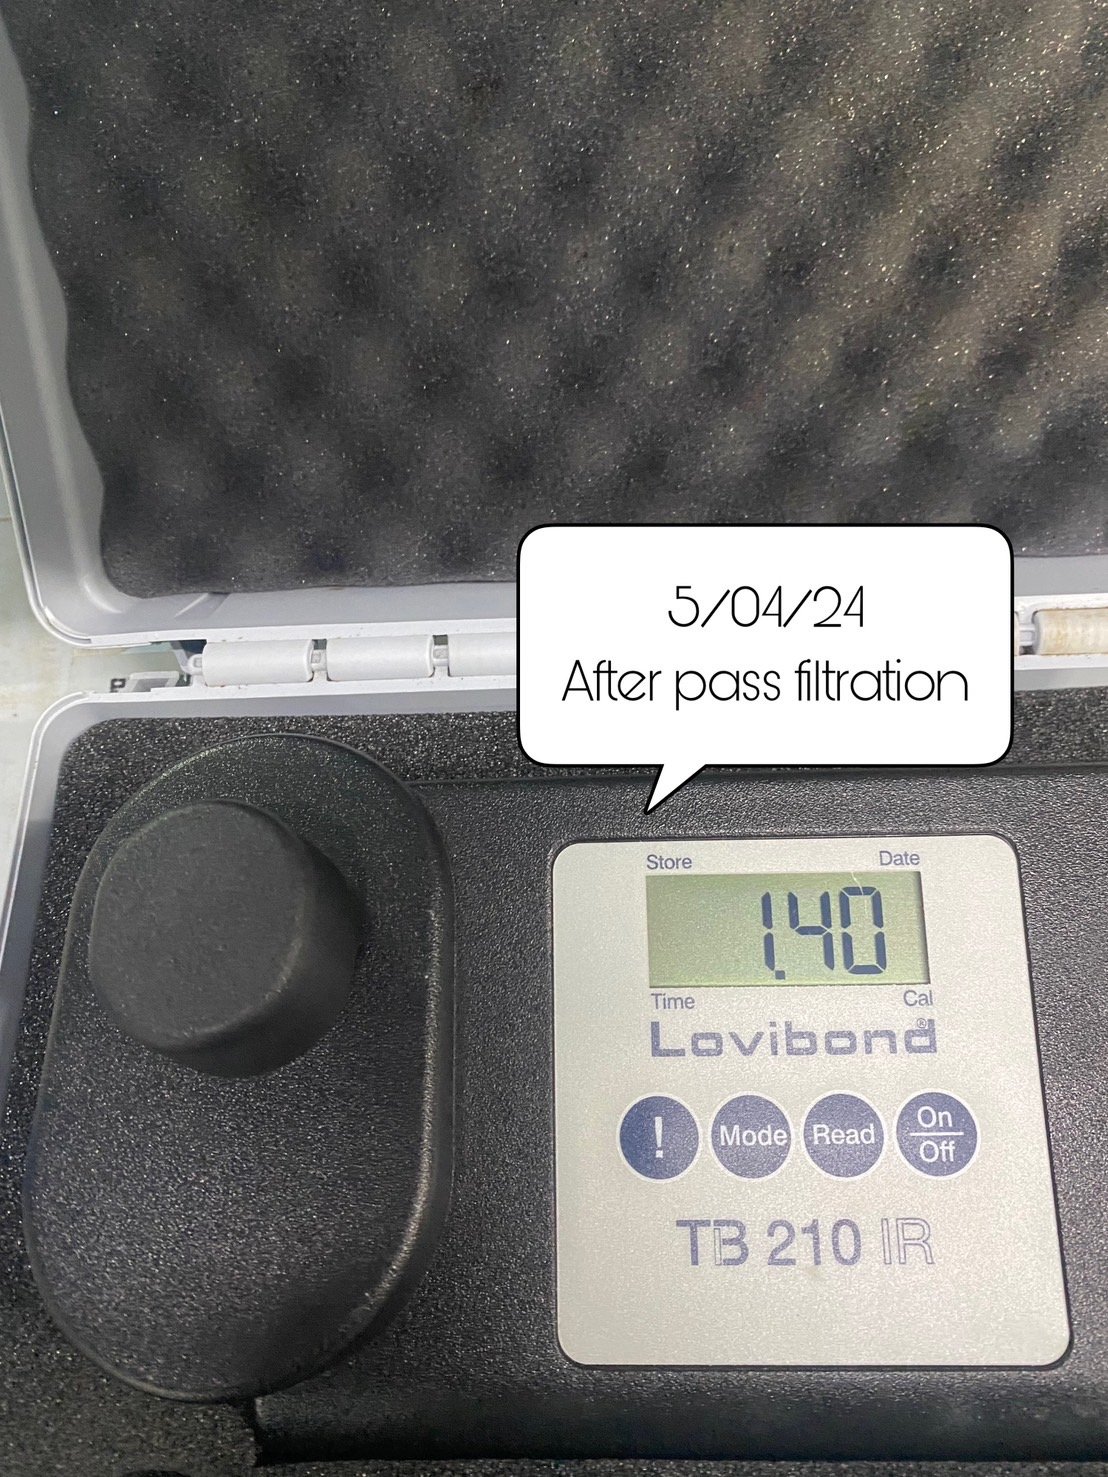 5/04/24
After pass filtration
Store Date
1.40
Time Cal
Lovibond®
! Mode Read On/Off
TB 210 IR